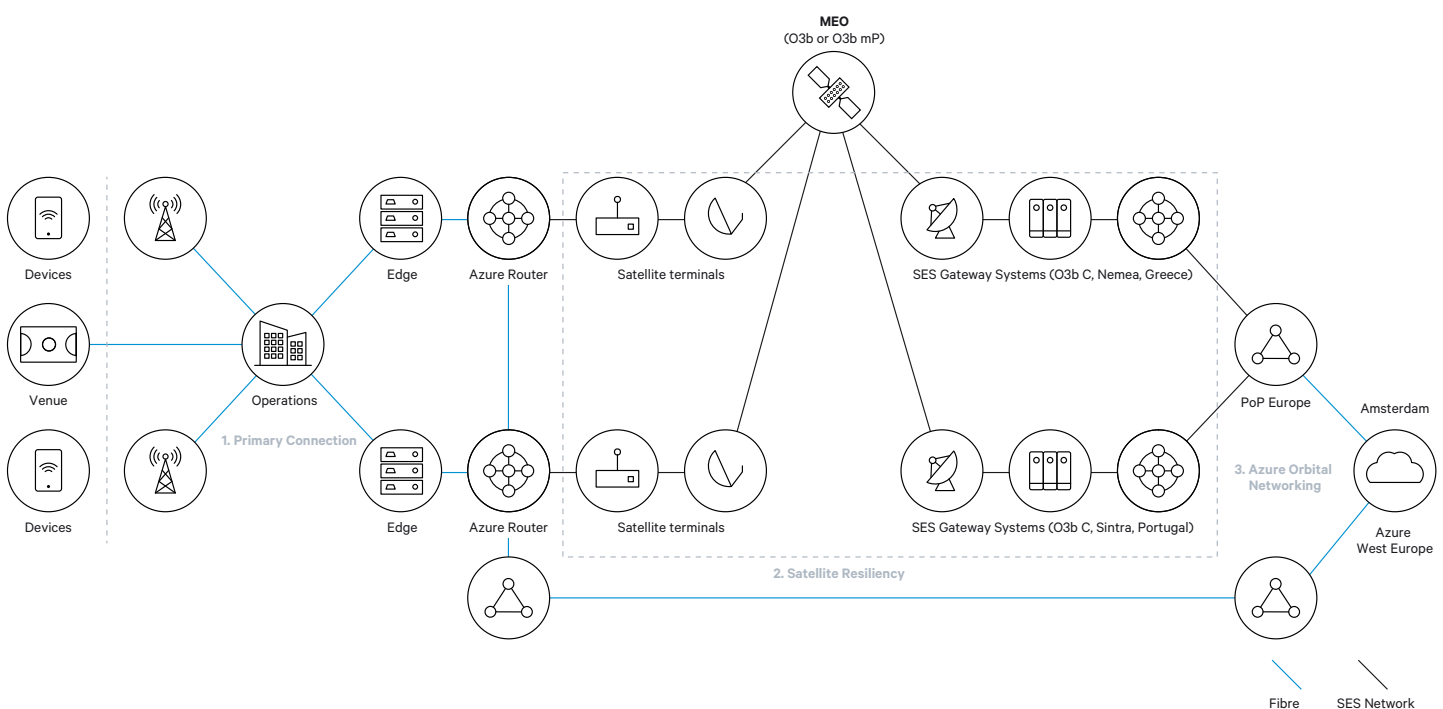 MEO
(O3b or O3b mP)
Devices
Edge
Azure Router
Satellite terminals
SES Gateway Systems (O3b C, Nemea, Greece)
Venue
Operations
PoP Europe
Amsterdam
1. Primary Connection
3. Azure Orbital
Networking
Devices
Edge
Azure Router
Satellite terminals
SES Gateway Systems (O3b C, Sintra, Portugal)
Azure
West Europe
2. Satellite Resiliency
Fibre
SES Network